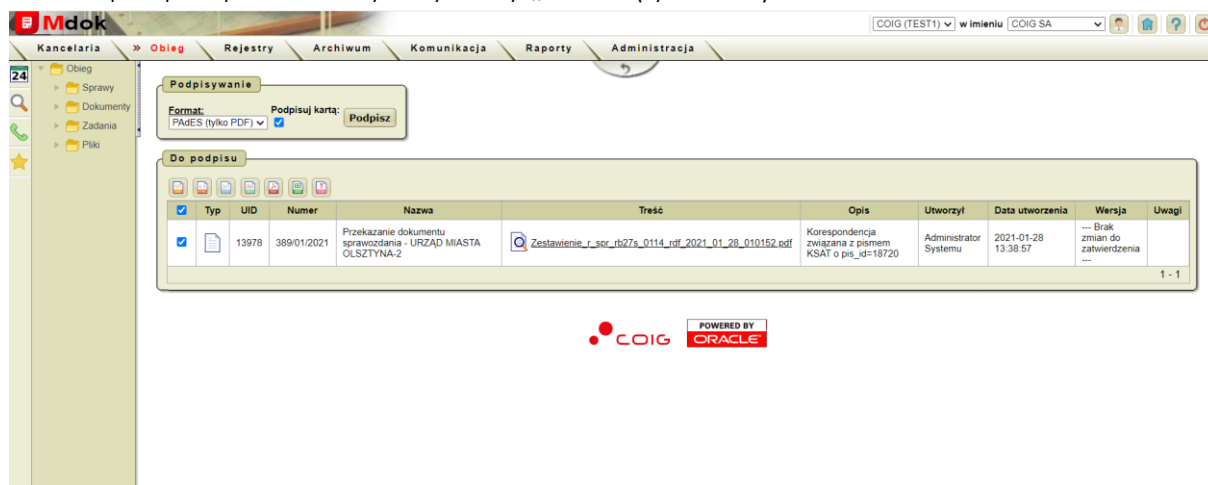 Mdok
COIG (TEST1) w imieniu COIG SA
Kancelaria » Obieg Rejestry Archiwum Komunikacja Raporty Administracja
24
Obieg
Sprawy
Dokumenty
Zadania
Pliki
Podpisywanie
Format: Podpisuj kartą:
PAdES (tylko PDF) Podpisz
Do podpisu
Typ UID Numer Nazwa Treść Opis Utworzył Data utworzenia Wersja Uwagi
13978 389/01/2021 Przekazanie dokumentu sprawozdania - URZĄD MIASTA OLSZTYNA-2 Zestawienie_r_spr_rb27s_0114_rdf_2021_01_28_010152.pdf Korespondencja związana z pismem KSAT o pis_id=18720 Administrator Systemu 2021-01-28 13:38:57 --- Brak zmian do zatwierdzenia ---
1 - 1
COIG POWERED BY ORACLE